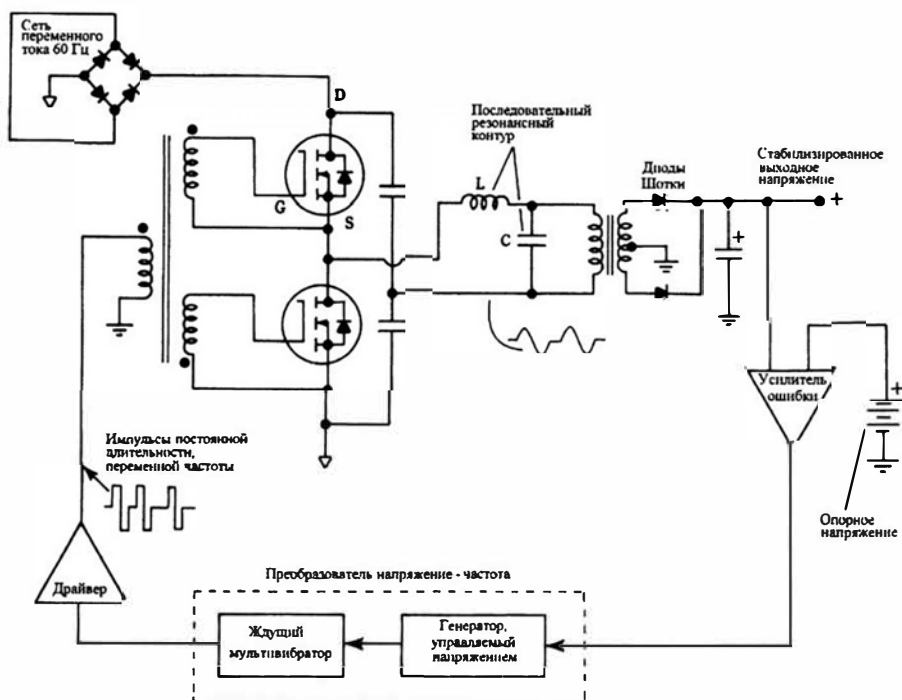 Сеть
переменного
тока 60 Гц
D
Последовательный
резонансный
контур
Диоды
Шотки
Стабилизированное
выходное
напряжение
+
L
G
S
C
+
Усилитель
ошибки
+
Импульсы постоянной
длительности,
переменной частоты
Опорное
напряжение
Драйвер
Преобразователь напряжение - частота
Ждущий
мультивибратор
Генератор,
управляемый
напряжением